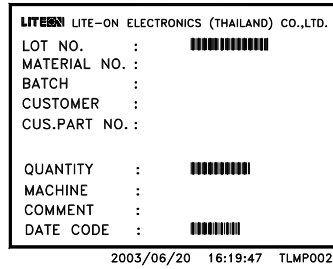 LITEON LITE-ON ELECTRONICS (THAILAND) CO.,LTD.
LOT NO. :
MATERIAL NO. :
BATCH :
CUSTOMER :
CUS.PART NO. :
QUANTITY :
MACHINE :
COMMENT :
DATE CODE :
2003/06/20 16:19:47 TLMP002